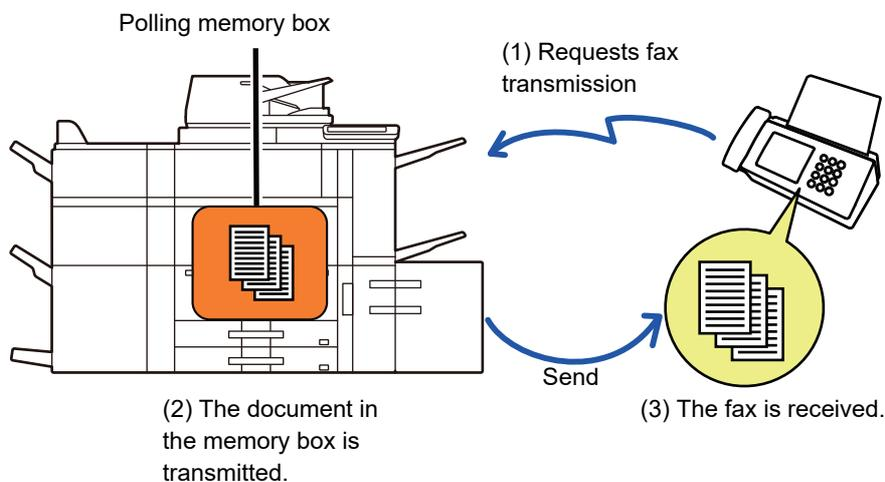 Polling memory box
(1) Requests fax
transmission
Send
(2) The document in
the memory box is
transmitted.
(3) The fax is received.